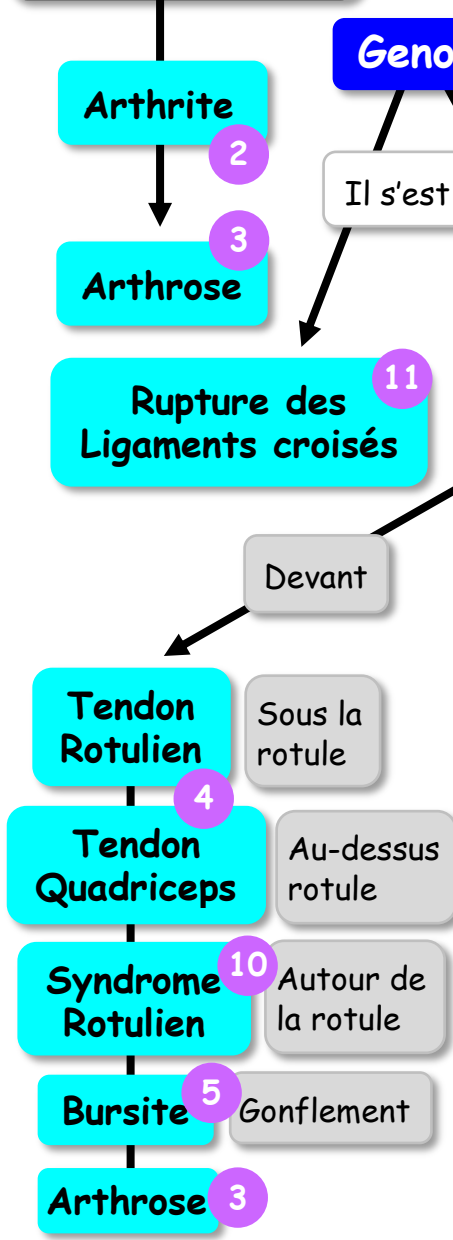 Geno
Arthrite
2
Il s'est
3
Arthrose
11
Rupture des
Ligaments croisés
Devant
Tendon
Rotulien
Sous la
rotule
4
Tendon
Quadriceps
Au-dessus
rotule
Syndrome
Rotulien
10
Autour de
la rotule
Bursite
5
Gonflement
Arthrose
3